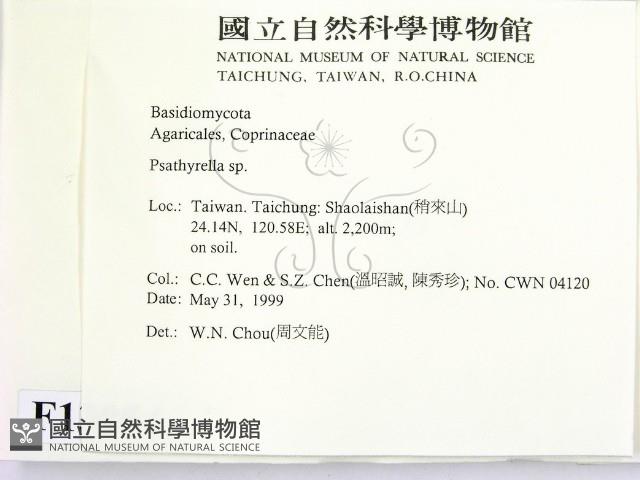 國立自然科學博物館
NATIONAL MUSEUM OF NATURAL SCIENCE
TAICHUNG, TAIWAN, R.O.CHINA
Basidiomycota
Agaricales, Coprinaceae
Psathyrella sp.
Loc.: Taiwan. Taichung: Shaolaishan(稍來山)
24.14N, 120.58E; alt. 2,200m;
on soil.
Col.: C.C. Wen & S.Z. Chen(溫昭誠, 陳秀珍); No. CWN 04120
Date: May 31, 1999
Det.: W.N. Chou(周文能)
國立自然科學博物館
NATIONAL MUSEUM OF NATURAL SCIENCE